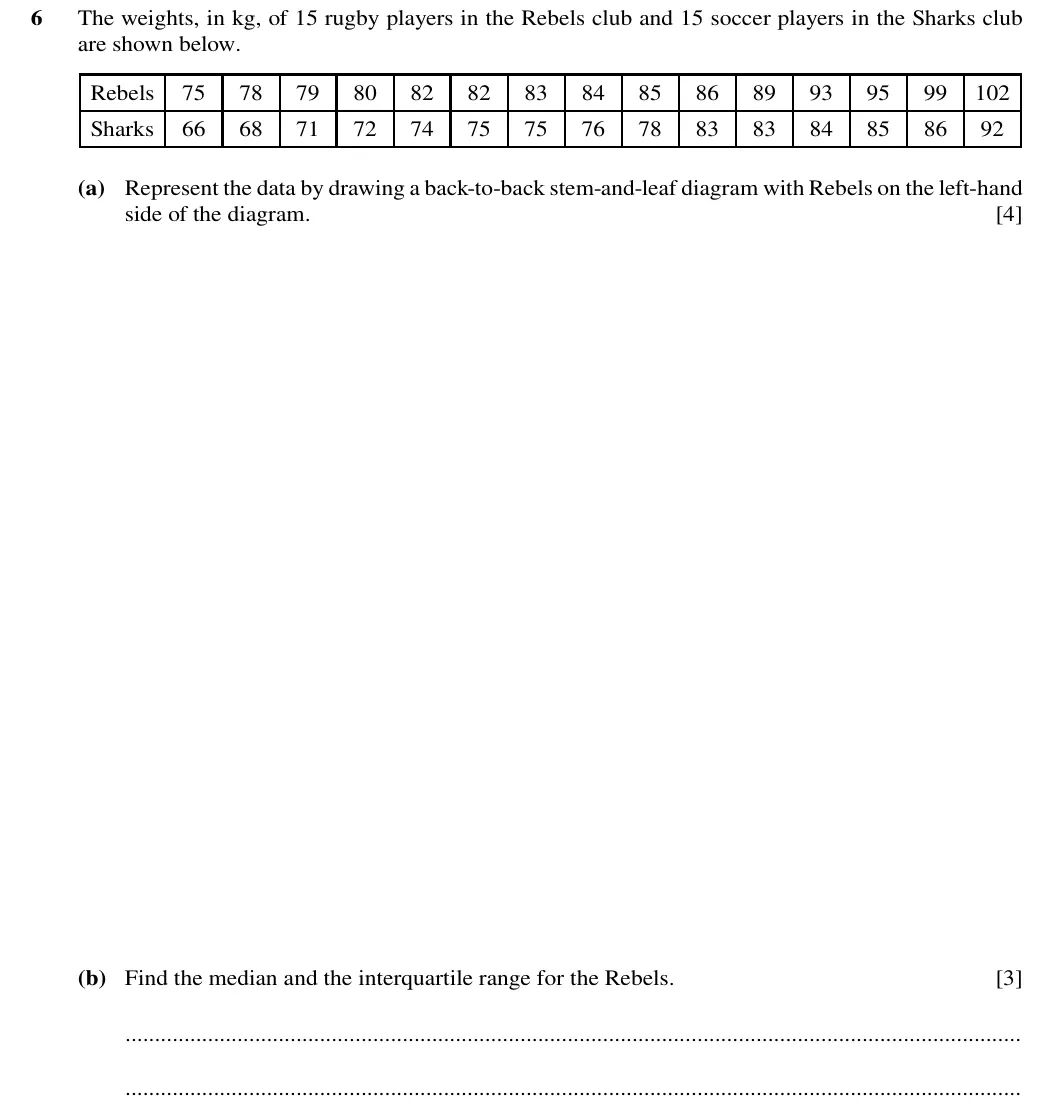 6 The weights, in kg, of 15 rugby players in the Rebels club and 15 soccer players in the Sharks club
are shown below.
Rebels 75 78 79 80 82 82 83 84 85 86 89 93 95 99 102
Sharks 66 68 71 72 74 75 75 76 78 83 83 84 85 86 92
(a) Represent the data by drawing a back-to-back stem-and-leaf diagram with Rebels on the left-hand
side of the diagram. [4]
(b) Find the median and the interquartile range for the Rebels. [3]